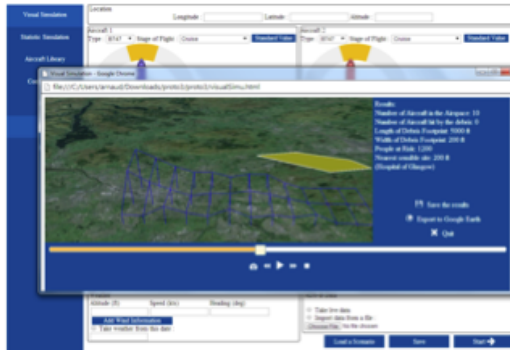 Visual Simulation
Location
Longitude Latitude Altitude
Statistic Simulation
Aircraft 1
Aircraft 2
Type B747 Stage of Flight Cruise Standard Value
Type B747 Stage of Flight Cruise Standard Value
Aircraft Library
Visual Simulation - Google Chrome
file:///C:/Users/arnaud/Downloads/proto3/proto3/visualSimu.html
Results
Number of Aircraft in the Airspace: 10
Number of Aircraft hit by the debris: 0
Length of Debris Footprint: 5000 ft
Width of Debris Footprint: 200 ft
People at Risk: 1200
Nearest sensible site: 200 ft
(Hospital of Glasgow)
Save the results
Export to Google Earth
Quit
Altitude (ft) Speed (kts) Heading (deg)
Add Wind Information
Take weather from this date
Take live data
Import data from a file
Choose File No file chosen
Load a Scenario Save Start